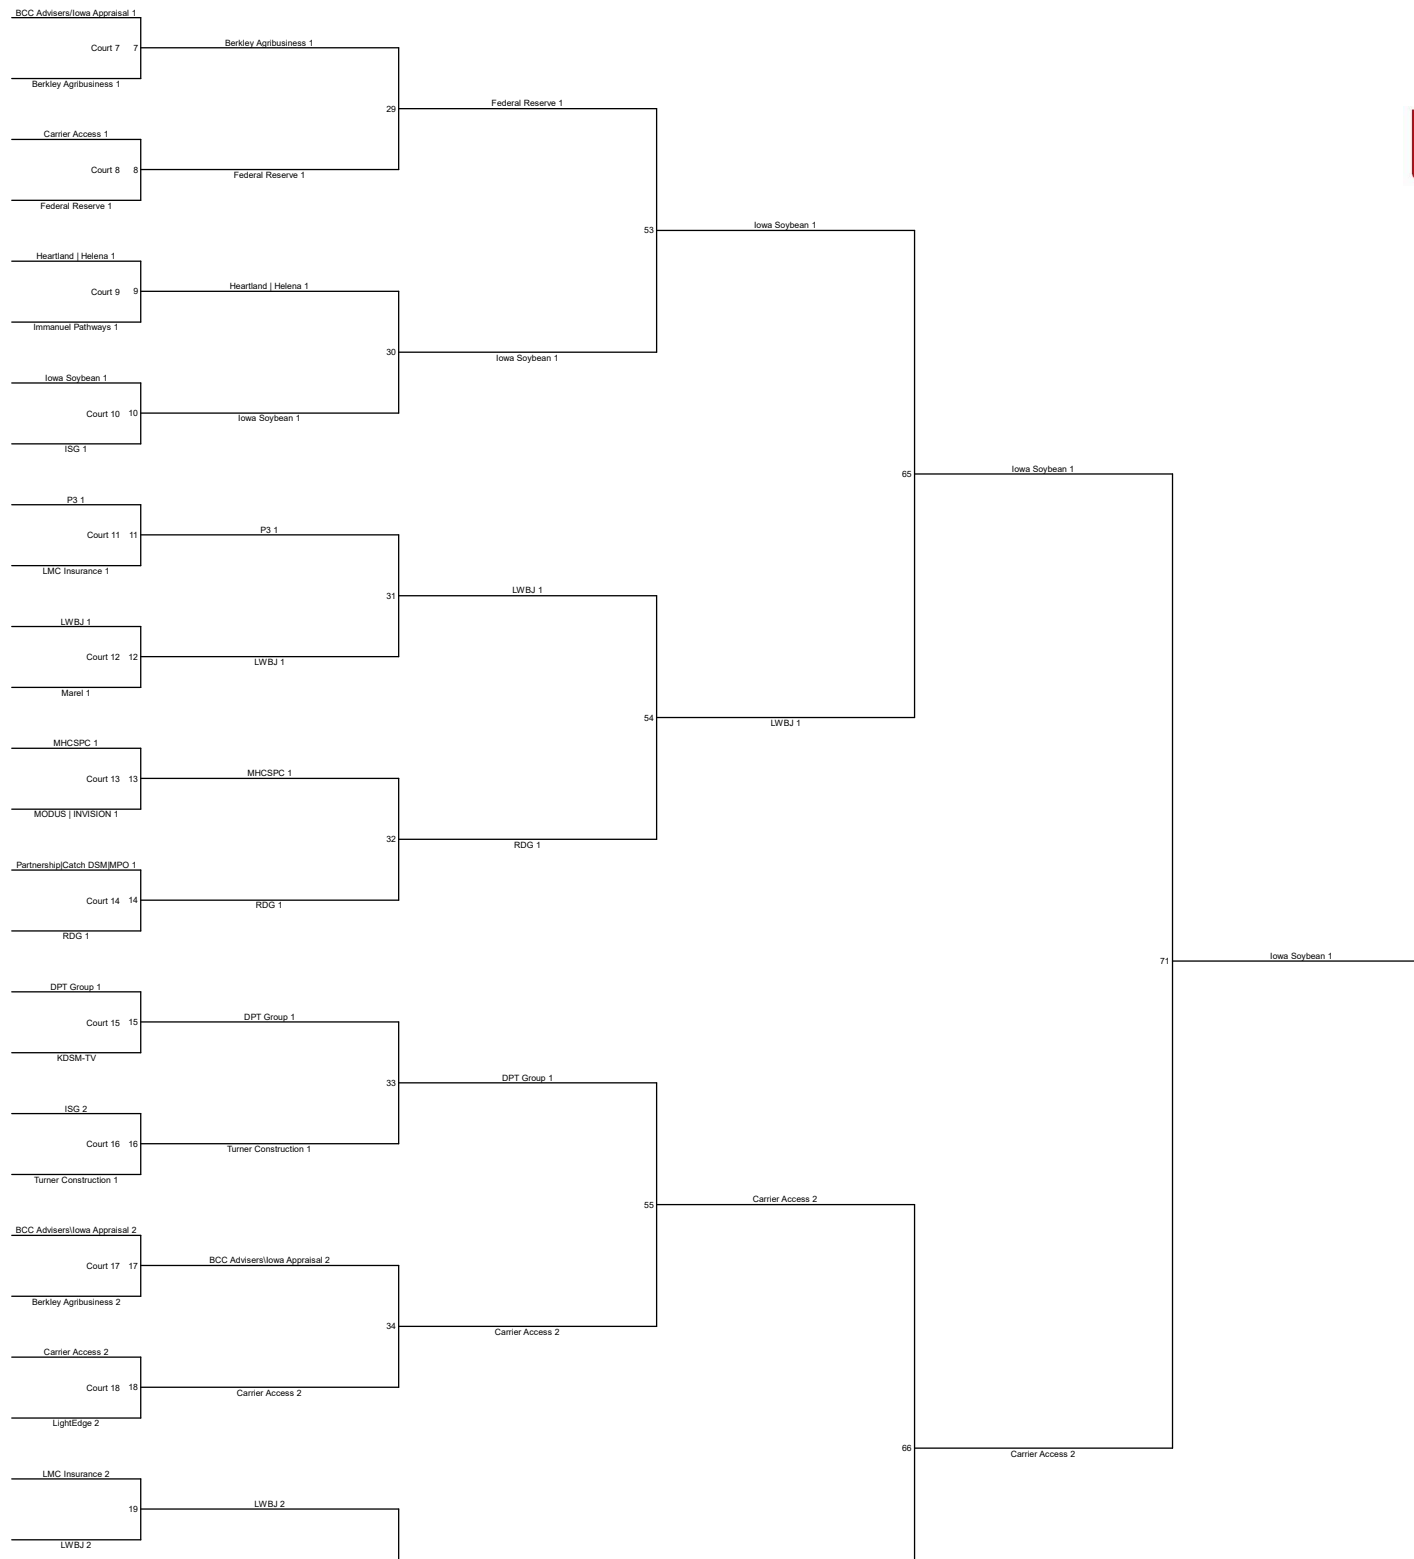 BCC Advisers/Iowa Appraisal 1
Court 7 7
Berkley Agribusiness 1
Berkley Agribusiness 1
29
Federal Reserve 1
Carrier Access 1
Court 8 8
Federal Reserve 1
Federal Reserve 1
53
Iowa Soybean 1
Heartland | Helena 1
Court 9 9
Heartland | Helena 1
Immanuel Pathways 1
30
Iowa Soybean 1
Iowa Soybean 1
Court 10 10
Iowa Soybean 1
ISG 1
65
Iowa Soybean 1
P3 1
Court 11 11
P3 1
LMC Insurance 1
31
LWBJ 1
LWBJ 1
Court 12 12
LWBJ 1
Marel 1
54
LWBJ 1
MHCSPC 1
Court 13 13
MHCSPC 1
MODUS | INVISION 1
32
RDG 1
Partnership|Catch DSM|MPO 1
Court 14 14
RDG 1
RDG 1
71
Iowa Soybean 1
DPT Group 1
Court 15 15
DPT Group 1
KDSM-TV
33
DPT Group 1
ISG 2
Court 16 16
Turner Construction 1
Turner Construction 1
55
Carrier Access 2
BCC Advisers\Iowa Appraisal 2
Court 17 17
BCC Advisers\Iowa Appraisal 2
Berkley Agribusiness 2
34
Carrier Access 2
Carrier Access 2
Court 18 18
Carrier Access 2
LightEdge 2
66
Carrier Access 2
LMC Insurance 2
19
LWBJ 2
LWBJ 2